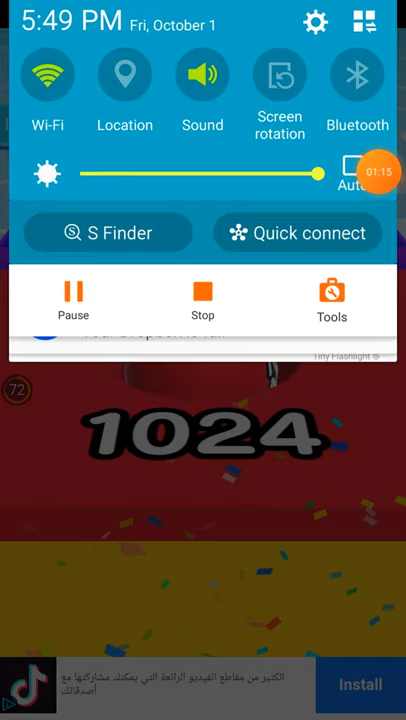 5:49 PM Fri, October 1
Wi-Fi
Location
Sound
Screen
rotation
Bluetooth
Auto
01:15
S Finder
Quick connect
Pause
Stop
Tools
Tiny Flashlight ®
72
1024
الكثير من مقاطع الفيديو الرائعة التي يمكنك مشاركتها مع
أصدقائك
Install